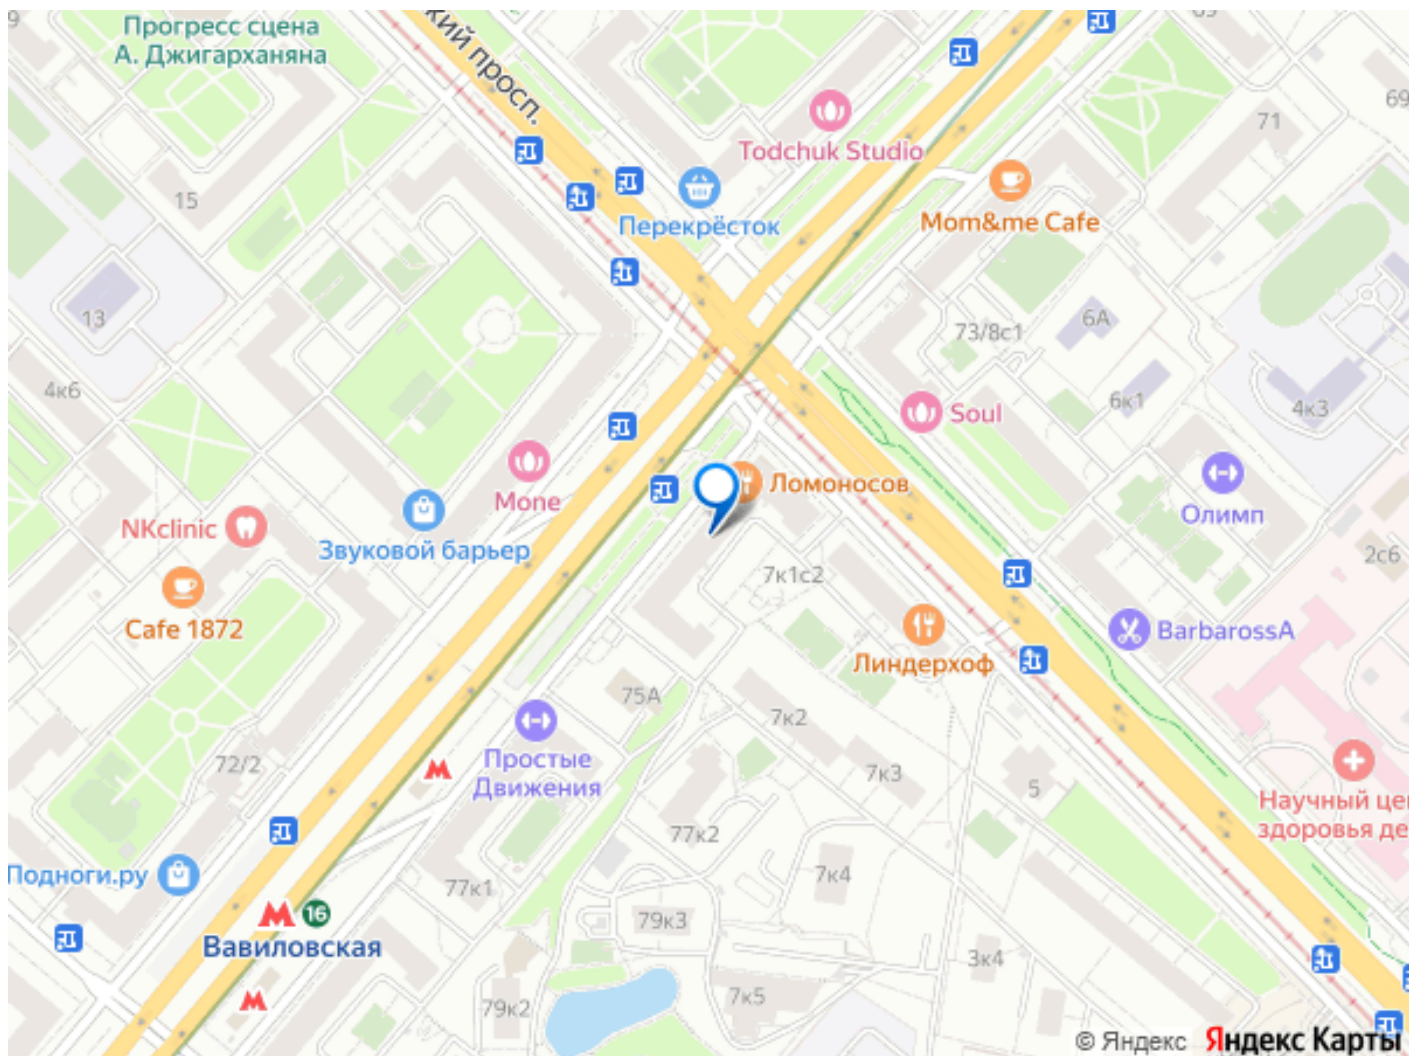 Прогресс сцена
А. Джигарханяна
кий просп.
Todchuk Studio
71
69
Перекрёсток
Mom&me Cafe
15
13
73/8с1
6А
4к6
6к1
4к3
Soul
Mone
Ломоносов
Олимп
NKclinic
Звуковой барьер
2с6
7к1с2
Cafe 1872
BarbarossA
Линдерхоф
75А
7к2
Простые
Движения
72/2
7к3
5
Научный це
здоровья де
77к2
Подноги.ру
77к1
7к4
16
79к3
Вавиловская
3к4
79к2
7к5
© Яндекс Яндекс Карты